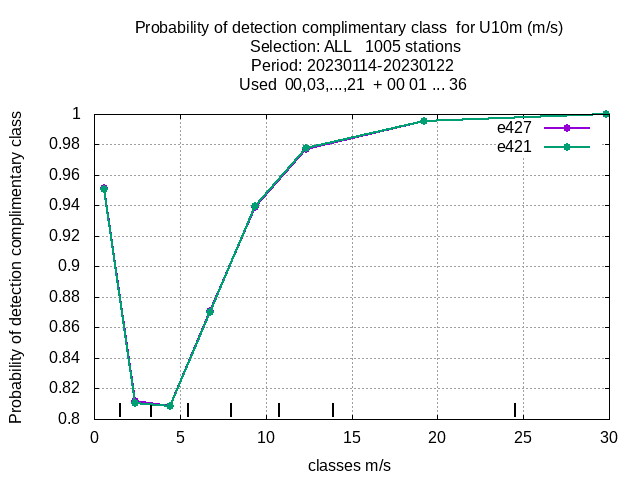 Probability of detection complimentary class  for U10m (m/s)
Selection: ALL   1005 stations
Period: 20230114-20230122
Used  00,03,...,21  + 00 01 ... 36
Probability of detection complimentary class
1
0.98
0.96
0.94
0.92
0.9
0.88
0.86
0.84
0.82
0.8
e427
e421
0 5 10 15 20 25 30
classes m/s